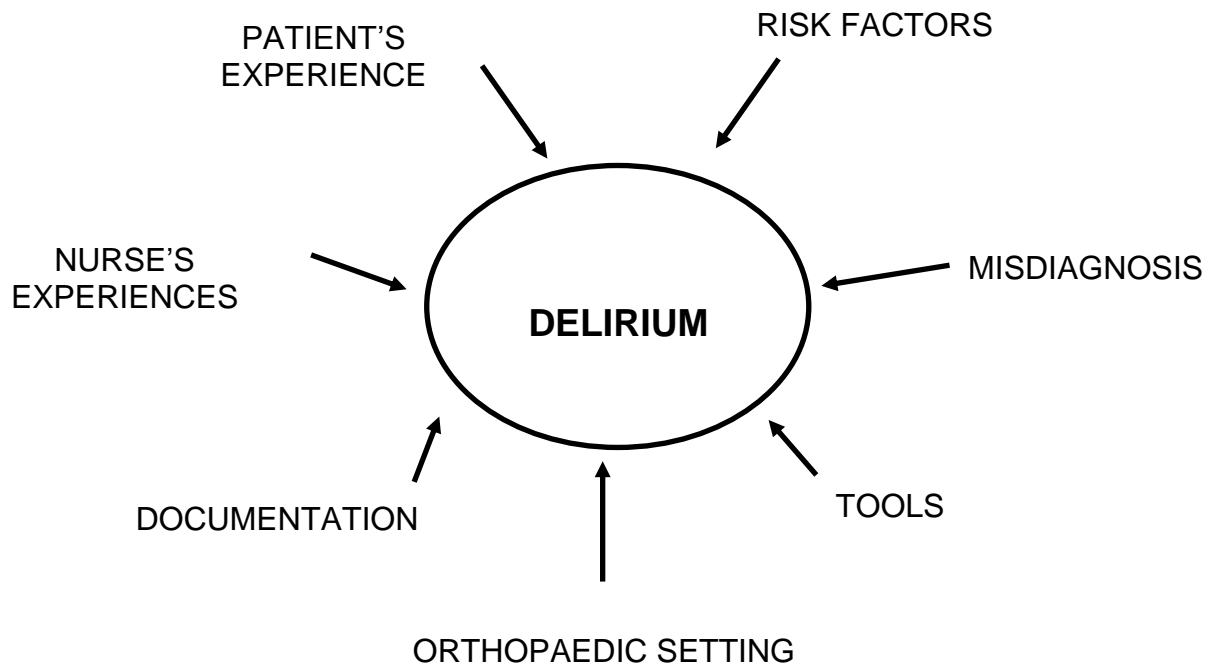 PATIENT’S
EXPERIENCE
RISK FACTORS
NURSE’S
EXPERIENCES
MISDIAGNOSIS
DELIRIUM
DOCUMENTATION
TOOLS
ORTHOPAEDIC SETTING